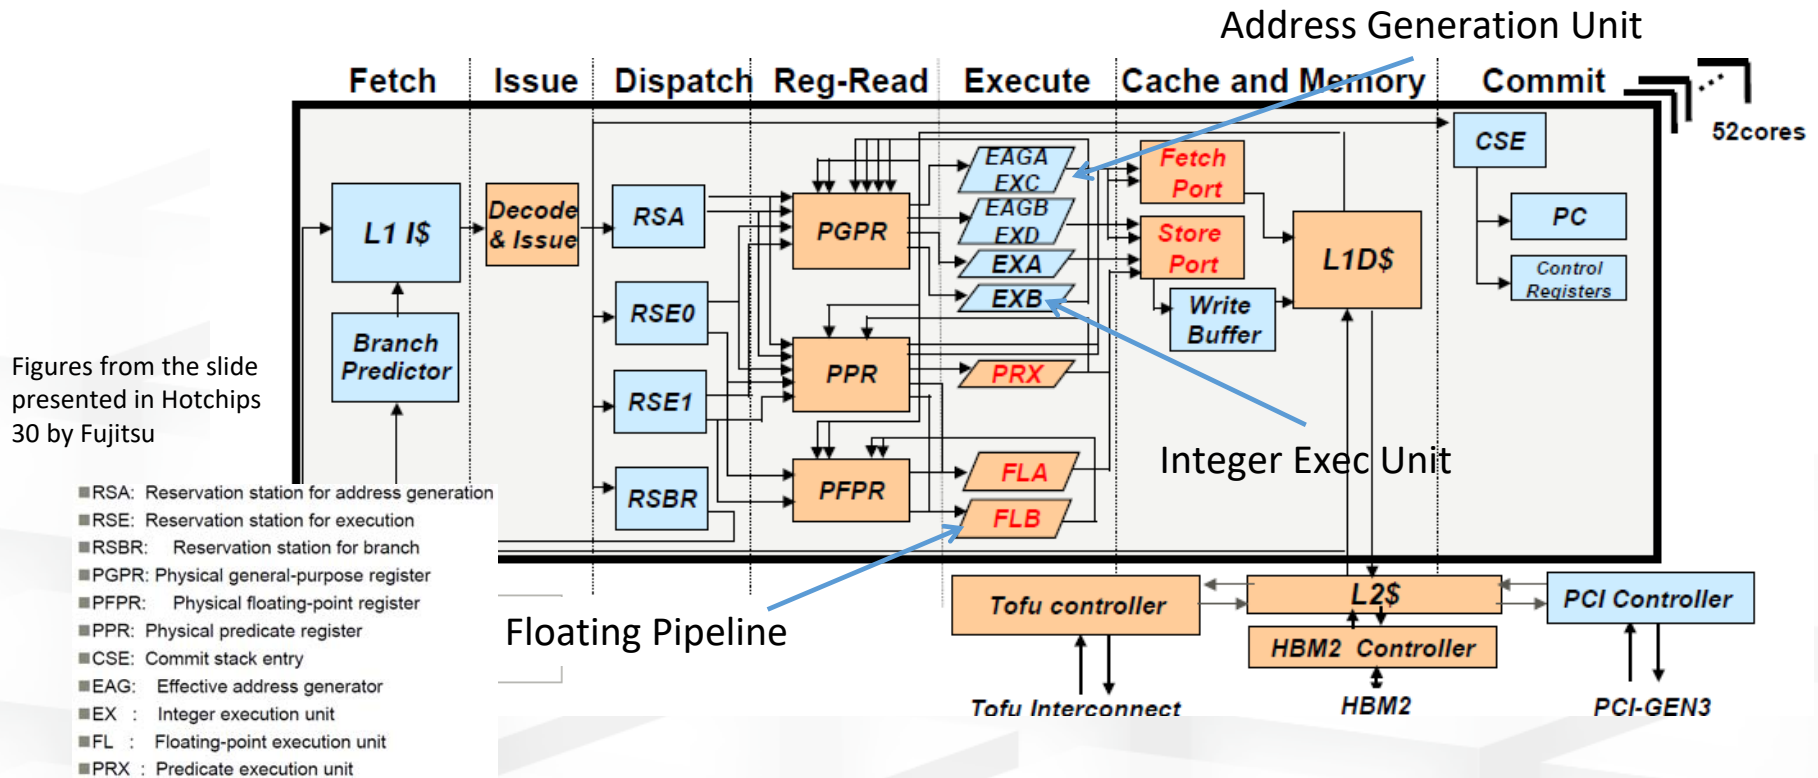 Address Generation Unit
Fetch Issue Dispatch Reg-Read Execute Cache and Memory Commit
52cores
CSE
EAGA
EXC
Fetch
Port
L1 I$
Decode
& Issue
RSA
PGPR
EAGB
EXD
Store
Port
L1D$
PC
EXA
EXB
Control
Registers
RSE0
Write
Buffer
Branch
Predictor
Figures from the slide
presented in Hotchips
30 by Fujitsu
RSE1
PPR
PRX
Integer Exec Unit
RSBR
PFPR
FLA
FLB
RSA: Reservation station for address generation
RSE: Reservation station for execution
RSBR: Reservation station for branch
PGPR: Physical general-purpose register
PFPR: Physical floating-point register
PPR: Physical predicate register
CSE: Commit stack entry
EAG: Effective address generator
EX : Integer execution unit
FL : Floating-point execution unit
PRX : Predicate execution unit
Floating Pipeline
Tofu controller
L2$
PCI Controller
HBM2 Controller
Tofu Interconnect
HBM2
PCI-GEN3